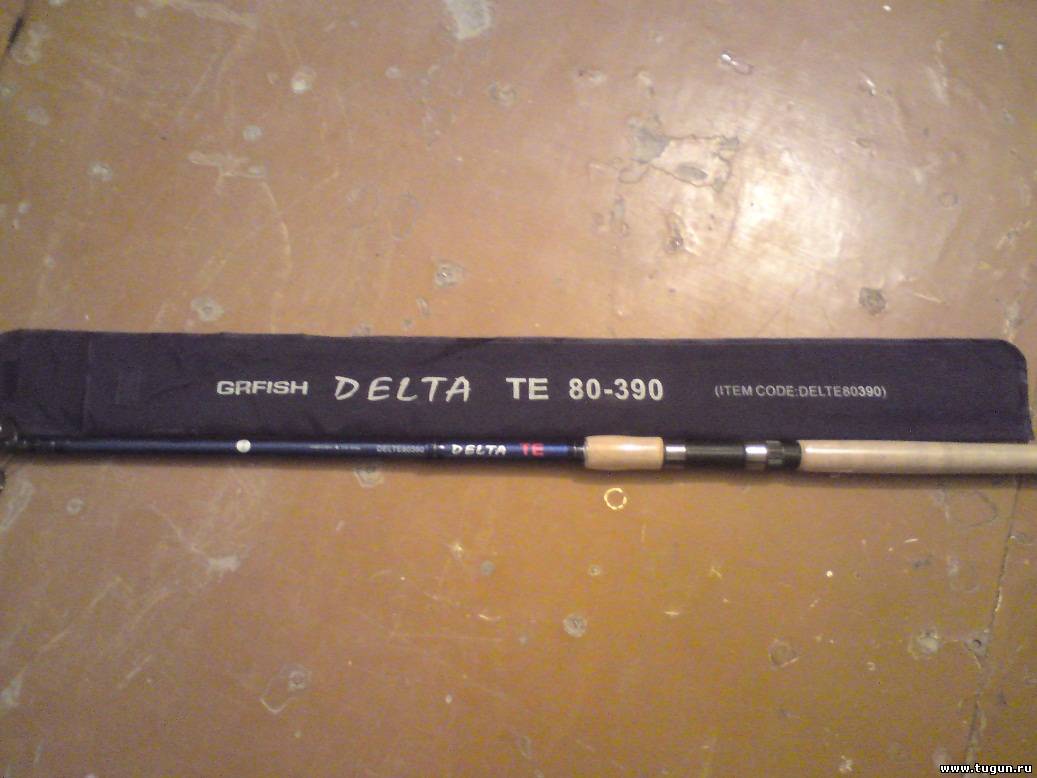 GRFISH DELTA TE 80-390 (ITEM CODE:DELTE80390)
DELTE80390 DELTA TE
www.tugun.ru